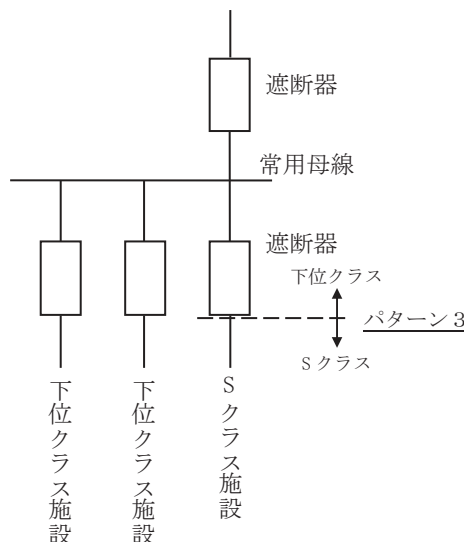 遮断器
常用母線
遮断器
下位クラス
パターン3
Sクラス
下位クラス施設
下位クラス施設
Sクラス施設